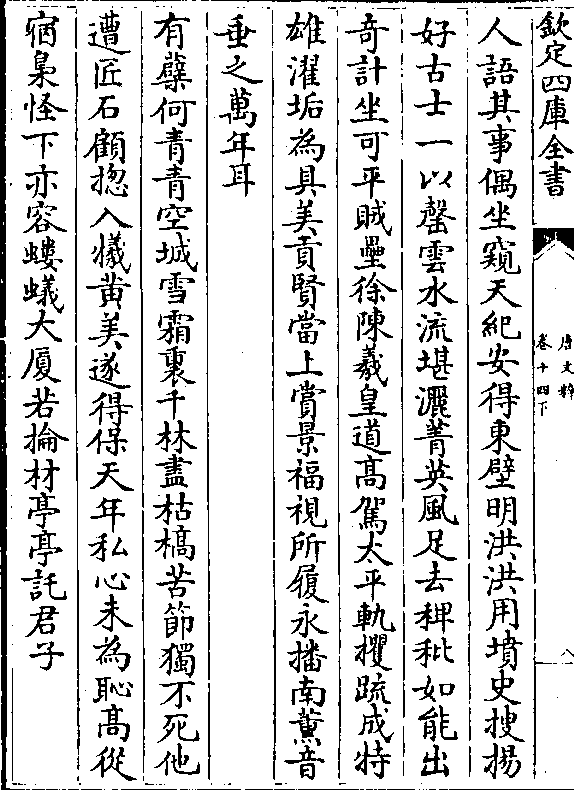 欽定四庫全書
唐文粹
卷十四下
八
人語其事偶坐窺天紀安得東壁明洪洪用墳史搜揚
好古士一以罄雲水流堪灑菁英風足去稗秕如能出
奇計坐可平賊壘徐陳羲皇道高駕太平軌攫疏成特
雄濯垢為具美貢賢當上賞景福視所履永播南薰音
垂之萬年耳
有蘗何青青空城雪霜裏千林盡枯槁苦節獨不死他
遭匠石顧揔入犧黃美遂得保天年私心未為恥高從
宿梟怪下亦容螻蟻大厦若掄材亭亭託君子